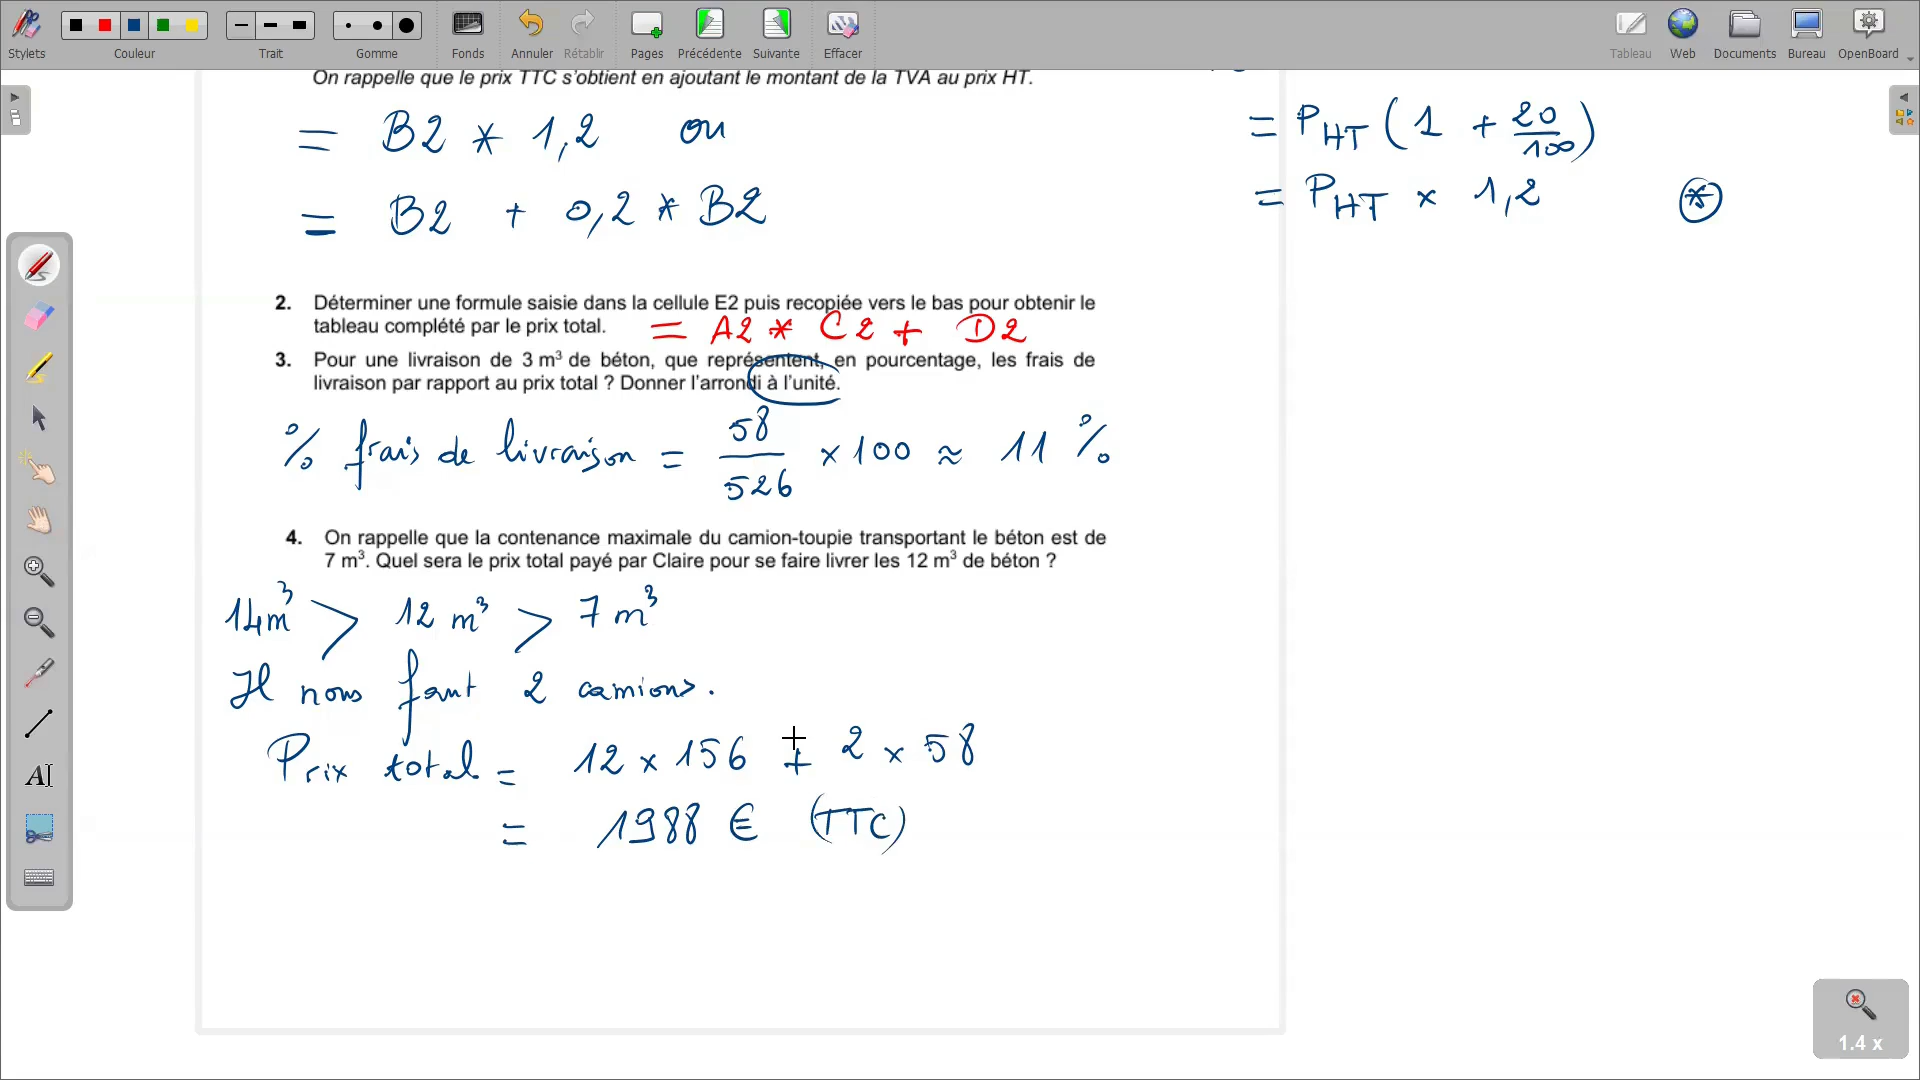 Stylets Couleur Trait Gomme Fonds Annuler Rétablir Pages Précédente Suivante Effacer Tableau Web Documents Bureau OpenBoard
On rappelle que le prix TTC s'obtient en ajoutant le montant de la TVA au prix HT.
= B2 * 1,2 ou
= B2 + 0,2 * B2
= P_HT (1 + 20/100)
= P_HT × 1,2 *
2. Déterminer une formule saisie dans la cellule E2 puis recopiée vers le bas pour obtenir le
tableau complété par le prix total. = A2 * C2 + D2
3. Pour une livraison de 3 m³ de béton, que représentent, en pourcentage, les frais de
livraison par rapport au prix total ? Donner l'arrondi à l'unité.
% frais de livraison = 58/526 × 100 ≈ 11 %
4. On rappelle que la contenance maximale du camion-toupie transportant le béton est de
7 m³. Quel sera le prix total payé par Claire pour se faire livrer les 12 m³ de béton ?
14m³ > 12 m³ > 7 m³
Il nous faut 2 camions.
Prix total = 12 × 156 + 2 × 58
= 1988 € (TTC)
AI
1.4 x